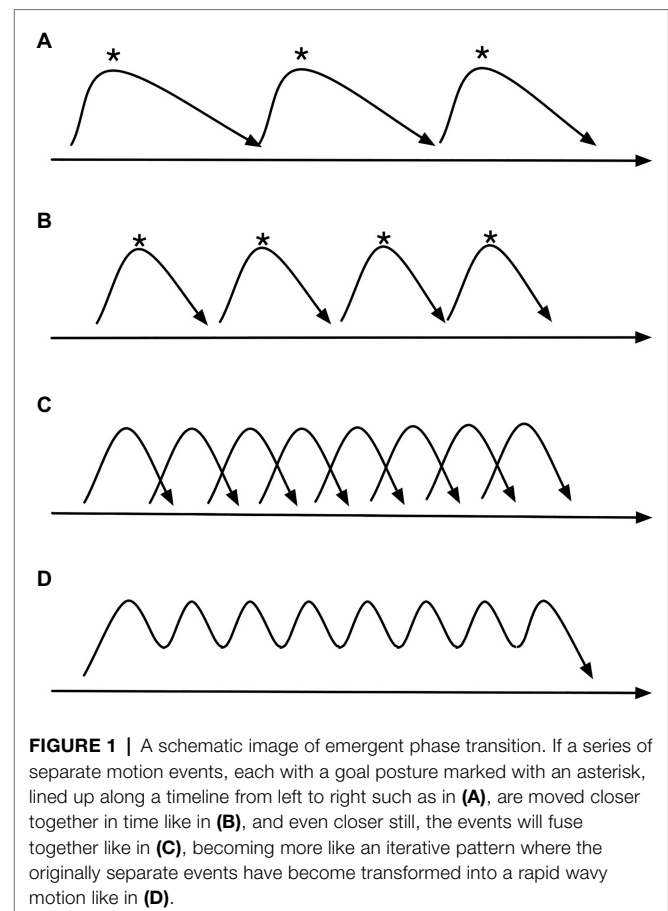 A
* * *
B
* * * *
C
D
FIGURE 1 | A schematic image of emergent phase transition. If a series of
separate motion events, each with a goal posture marked with an asterisk,
lined up along a timeline from left to right such as in (A), are moved closer
together in time like in (B), and even closer still, the events will fuse
together like in (C), becoming more like an iterative pattern where the
originally separate events have become transformed into a rapid wavy
motion like in (D).